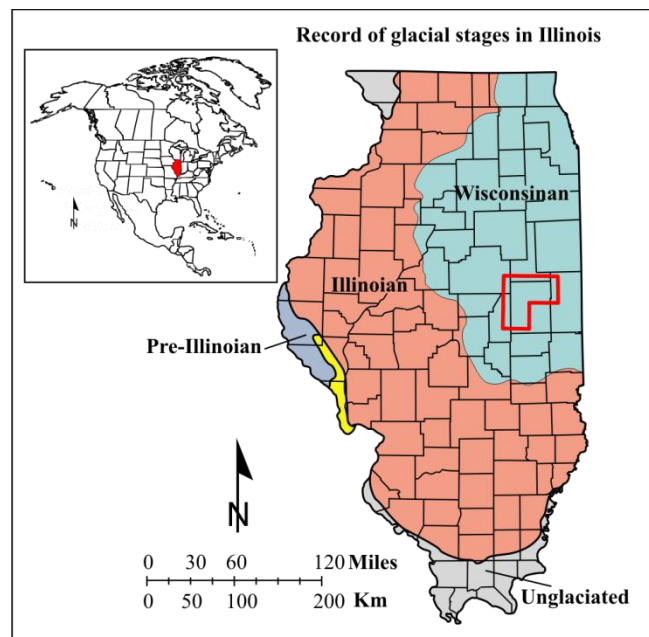 Record of glacial stages in Illinois
N
Wisconsinan
Illinoian
Pre-Illinoian
N
0 30 60 120 Miles
0 50 100 200 Km
Unglaciated